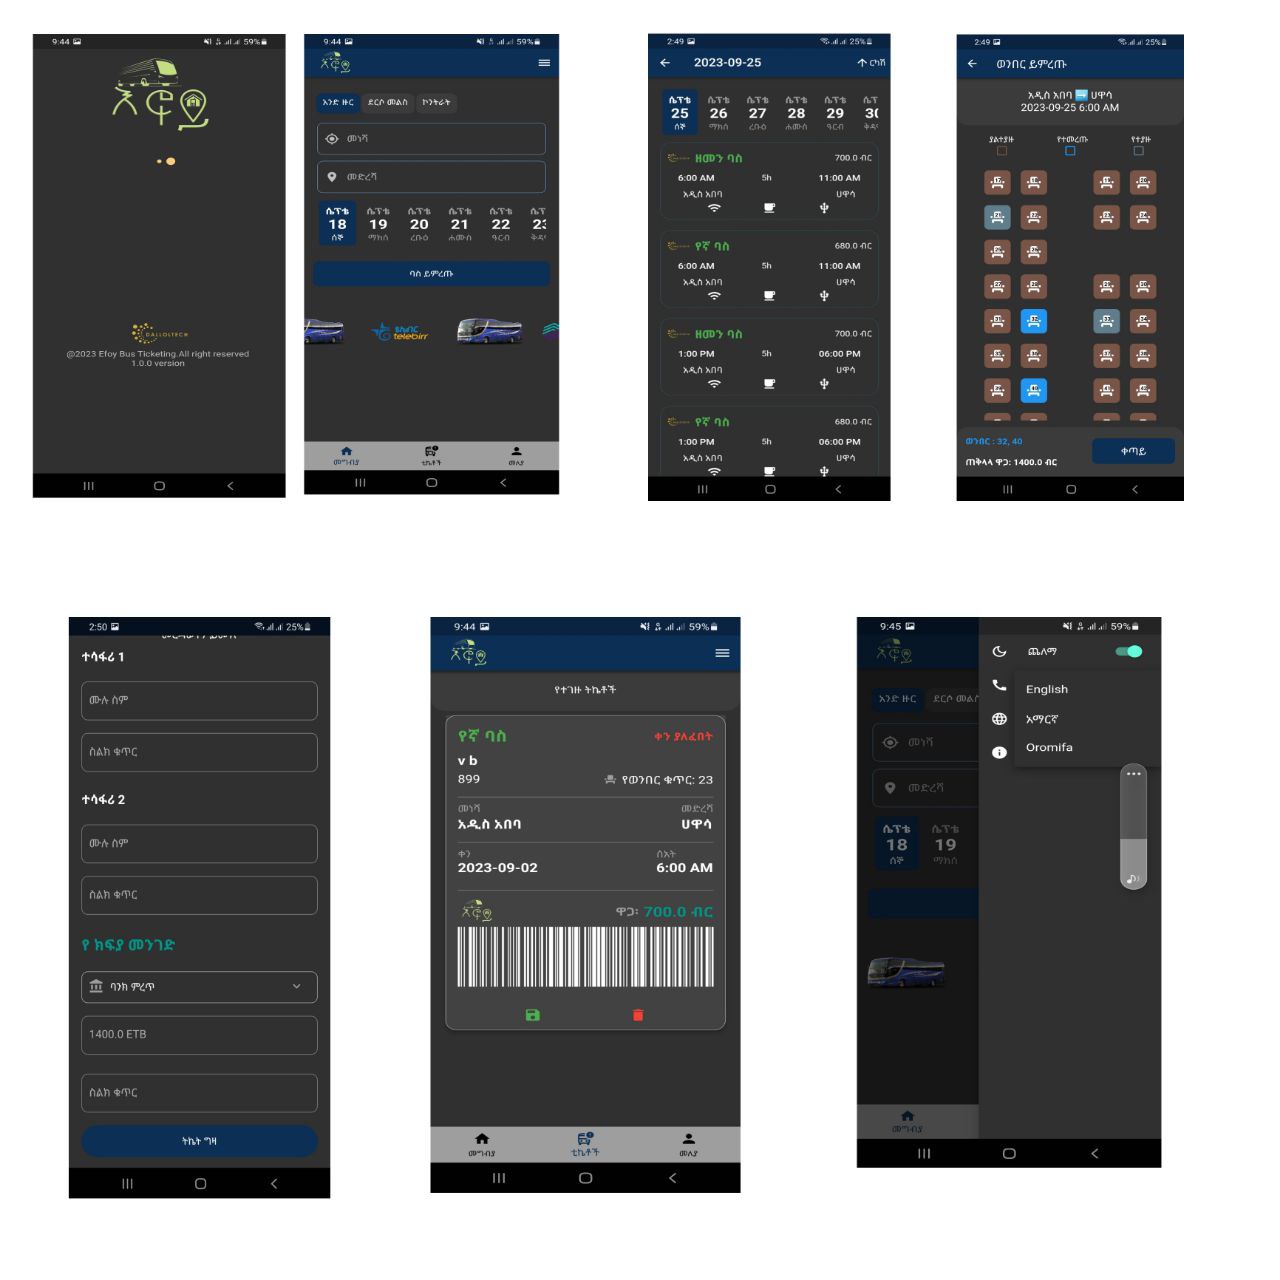 9:44
59%
እፎይ
GALLOLTECH
@2023 Efoy Bus Ticketing.All right reserved
1.0.0 version
9:44
59%
እፎይ
አንድ ዙር
ደርሶ መልስ
ኮንትራት
መነሻ
መድረሻ
ሴፕቴ
18
ሰኞ
ሴፕቴ
19
ማክሰ
ሴፕቴ
20
ረቡዕ
ሴፕቴ
21
ሐሙስ
ሴፕቴ
22
ዓርብ
ባስ ይምረጡ
ቴሌብር
telebirr
መግብያ
ቲኬቶች
መለያ
2:49
25%
2023-09-25
ርካሽ
ሴፕቴ
25
ሰኞ
ሴፕቴ
26
ማክሰ
ሴፕቴ
27
ረቡዕ
ሴፕቴ
28
ሐሙስ
ሴፕቴ
29
ዓርብ
ዘመን ባስ
700.0 ብር
6:00 AM
5h
11:00 AM
አዲስ አበባ
ሀዋሳ
የኛ ባስ
680.0 ብር
6:00 AM
5h
11:00 AM
አዲስ አበባ
ሀዋሳ
ዘመን ባስ
700.0 ብር
1:00 PM
5h
06:00 PM
አዲስ አበባ
ሀዋሳ
የኛ ባስ
680.0 ብር
1:00 PM
5h
06:00 PM
አዲስ አበባ
ሀዋሳ
2:49
25%
ወንበር ይምረጡ
አዲስ አበባ ➡ ሀዋሳ
2023-09-25 6:00 AM
ያልተያዙ
የተመረጡ
የተያዙ
ወንበር : 32, 40
ጠቅላላ ዋጋ: 1400.0 ብር
ቀጣይ
2:50
25%
ተሳፋሪ 1
ሙሉ ስም
ስልክ ቁጥር
ተሳፋሪ 2
ሙሉ ስም
ስልክ ቁጥር
የ ክፍያ መንገድ
ባንክ ምረጥ
1400.0 ETB
ስልክ ቁጥር
ትኬት ግዛ
9:44
59%
እፎይ
የተገዙ ትኬቶች
የኛ ባስ
ቀን ያለፈበት
v b
899
የወንበር ቁጥር: 23
መነሻ
መድረሻ
አዲስ አበባ
ሀዋሳ
ቀን
ሰአት
2023-09-02
6:00 AM
እፎይ
ዋጋ: 700.0 ብር
መግብያ
ቲኬቶች
መለያ
9:45
59%
እፎይ
አንድ ዙር
ደርሶ መልስ
መነሻ
መድረሻ
ሴፕቴ
18
ሰኞ
ሴፕቴ
19
ማክሰ
መግብያ
ጨለማ
English
አማርኛ
Oromifa